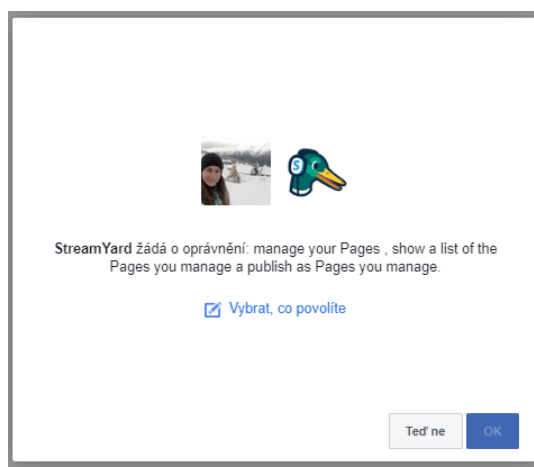 S
StreamYard žádá o oprávnění: manage your Pages , show a list of the
Pages you manage a publish as Pages you manage.
Vybrat, co povolíte
Teď ne
OK